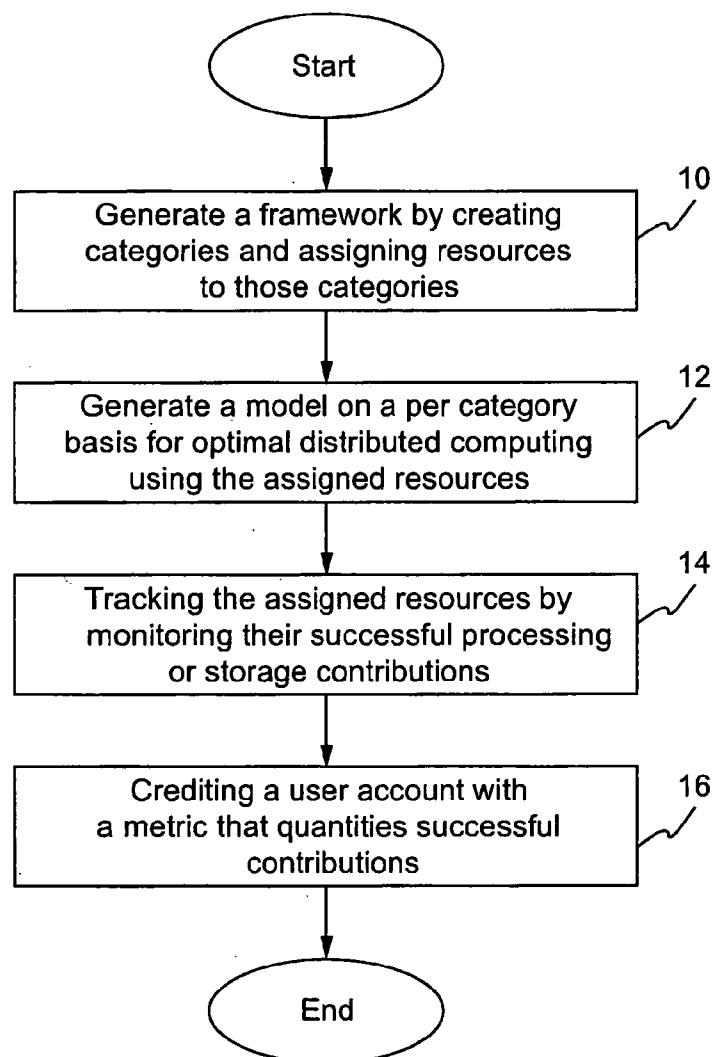 Start
10
Generate a framework by creating
categories and assigning resources
to those categories
12
Generate a model on a per category
basis for optimal distributed computing
using the assigned resources
14
Tracking the assigned resources by
monitoring their successful processing
or storage contributions
16
Crediting a user account with
a metric that quantities successful
contributions
End